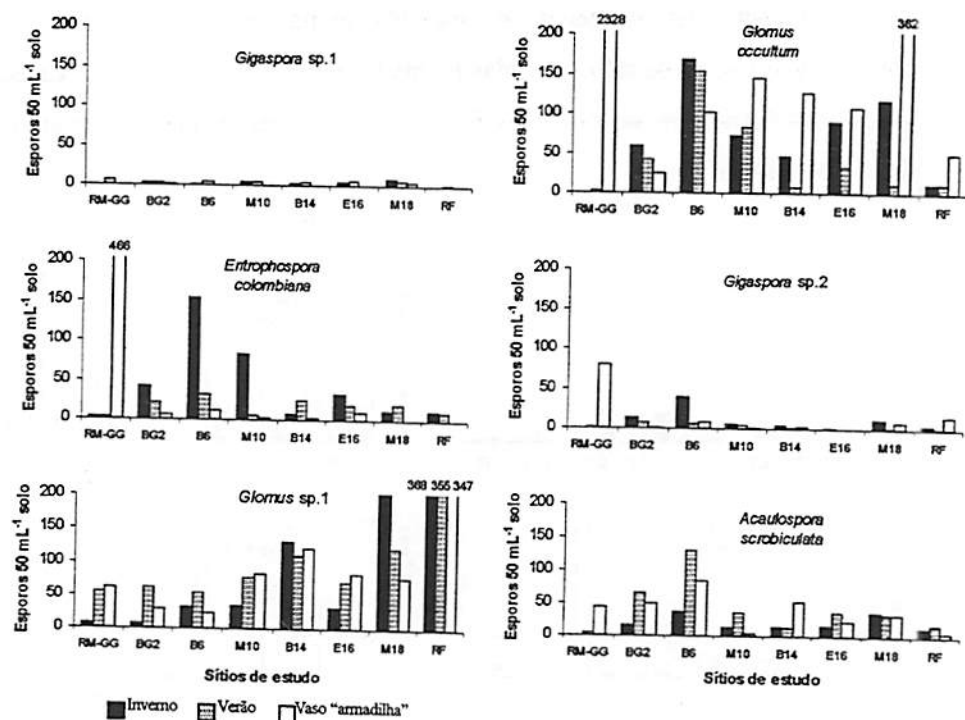 Esporos 50 mL⁻¹ solo
200
150
100
50
0
Gigaspora sp.1
RM-GG BG2 B6 M10 B14 E16 M18 RF
Esporos 50 mL⁻¹ solo
200
150
100
50
0
2328
362
Glomus
occultum
RM-GG BG2 B6 M10 B14 E16 M18 RF
Esporos 50 mL⁻¹ solo
200
150
100
50
0
466
Entrophospora
colombiana
RM-GG BG2 B6 M10 B14 E16 M18 RF
Esporos 50 mL⁻¹ solo
200
150
100
50
0
Gigaspora sp.2
RM-GG BG2 B6 M10 B14 E16 M18 RF
Esporos 50 mL⁻¹ solo
200
150
100
50
0
Glomus sp.1
355 347
RM-GG BG2 B6 M10 B14 E16 M18 RF
Sítios de estudo
Esporos 50 mL⁻¹ solo
200
150
100
50
0
Acaulospora
scrobiculata
RM-GG BG2 B6 M10 B14 E16 M18 RF
Sítios de estudo
Inverno Verão Vaso "armadilha"